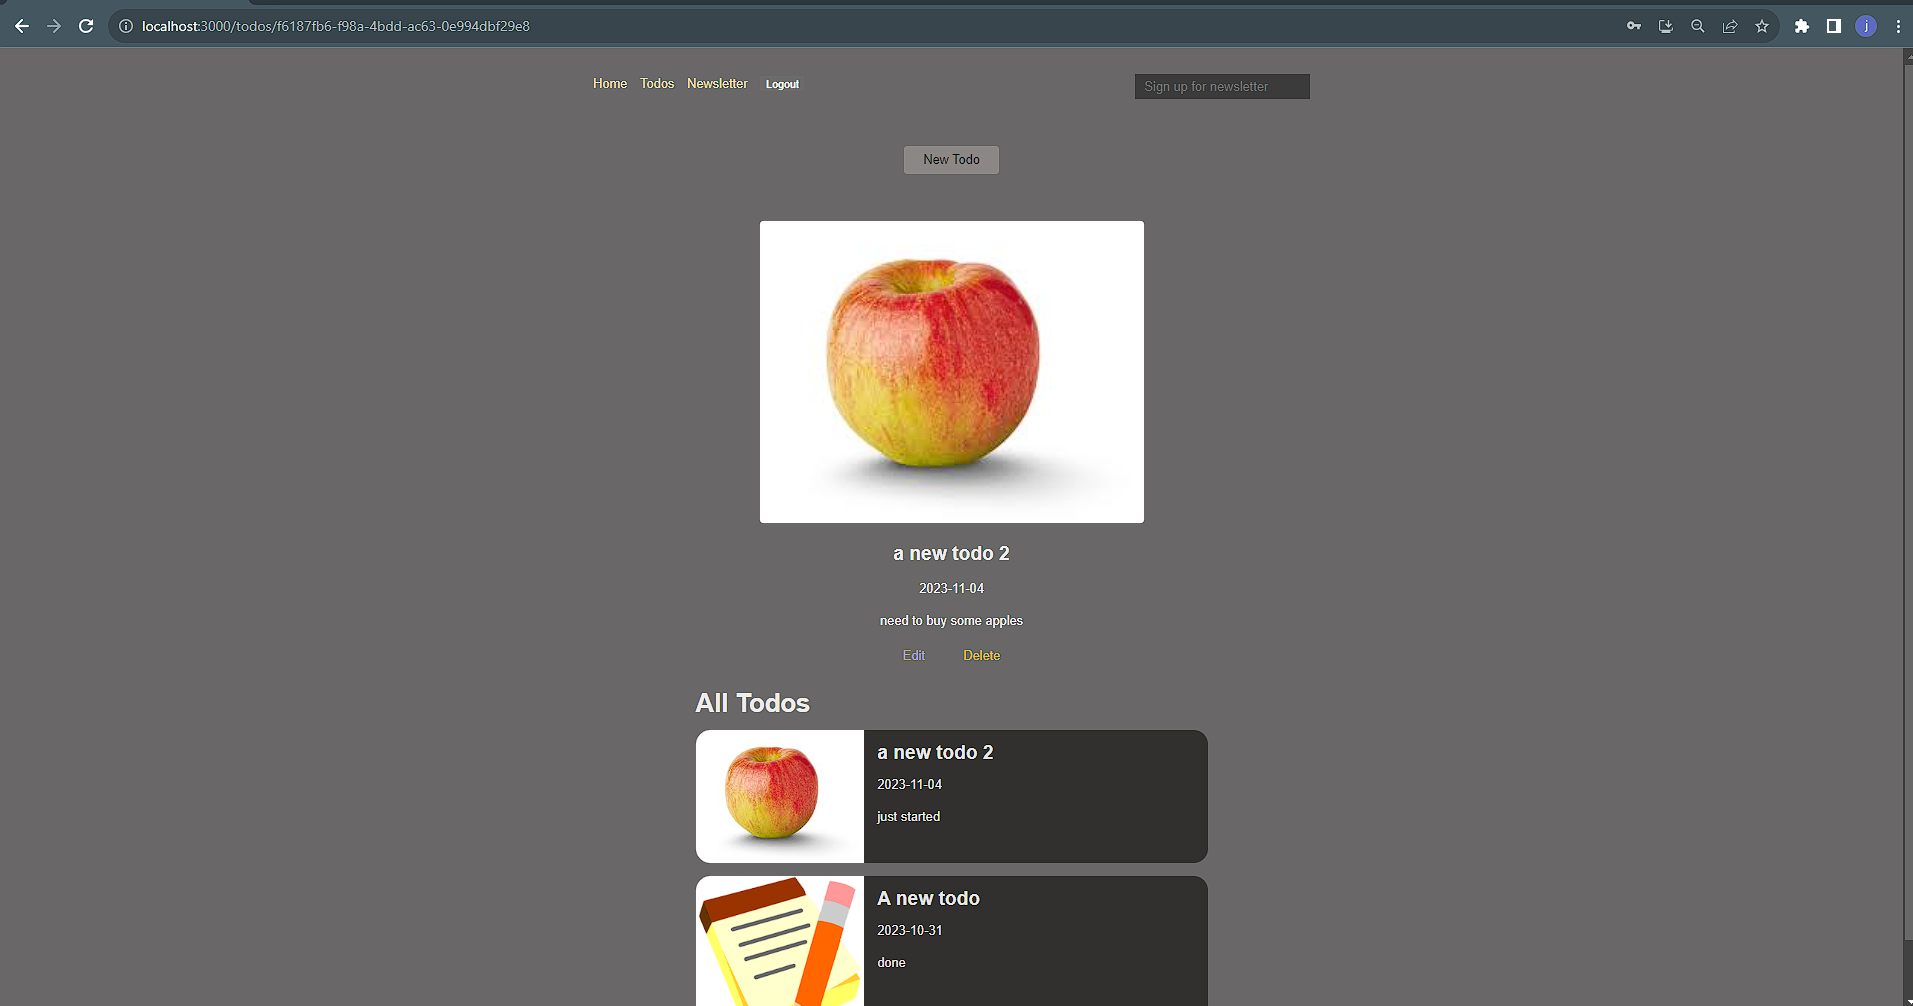 localhost:3000/todos/f6187fb6-f98a-4bdd-ac63-0e994dbf29e8
j
Home Todos Newsletter Logout
Sign up for newsletter
New Todo
a new todo 2
2023-11-04
need to buy some apples
Edit Delete
All Todos
a new todo 2
2023-11-04
just started
A new todo
2023-10-31
done